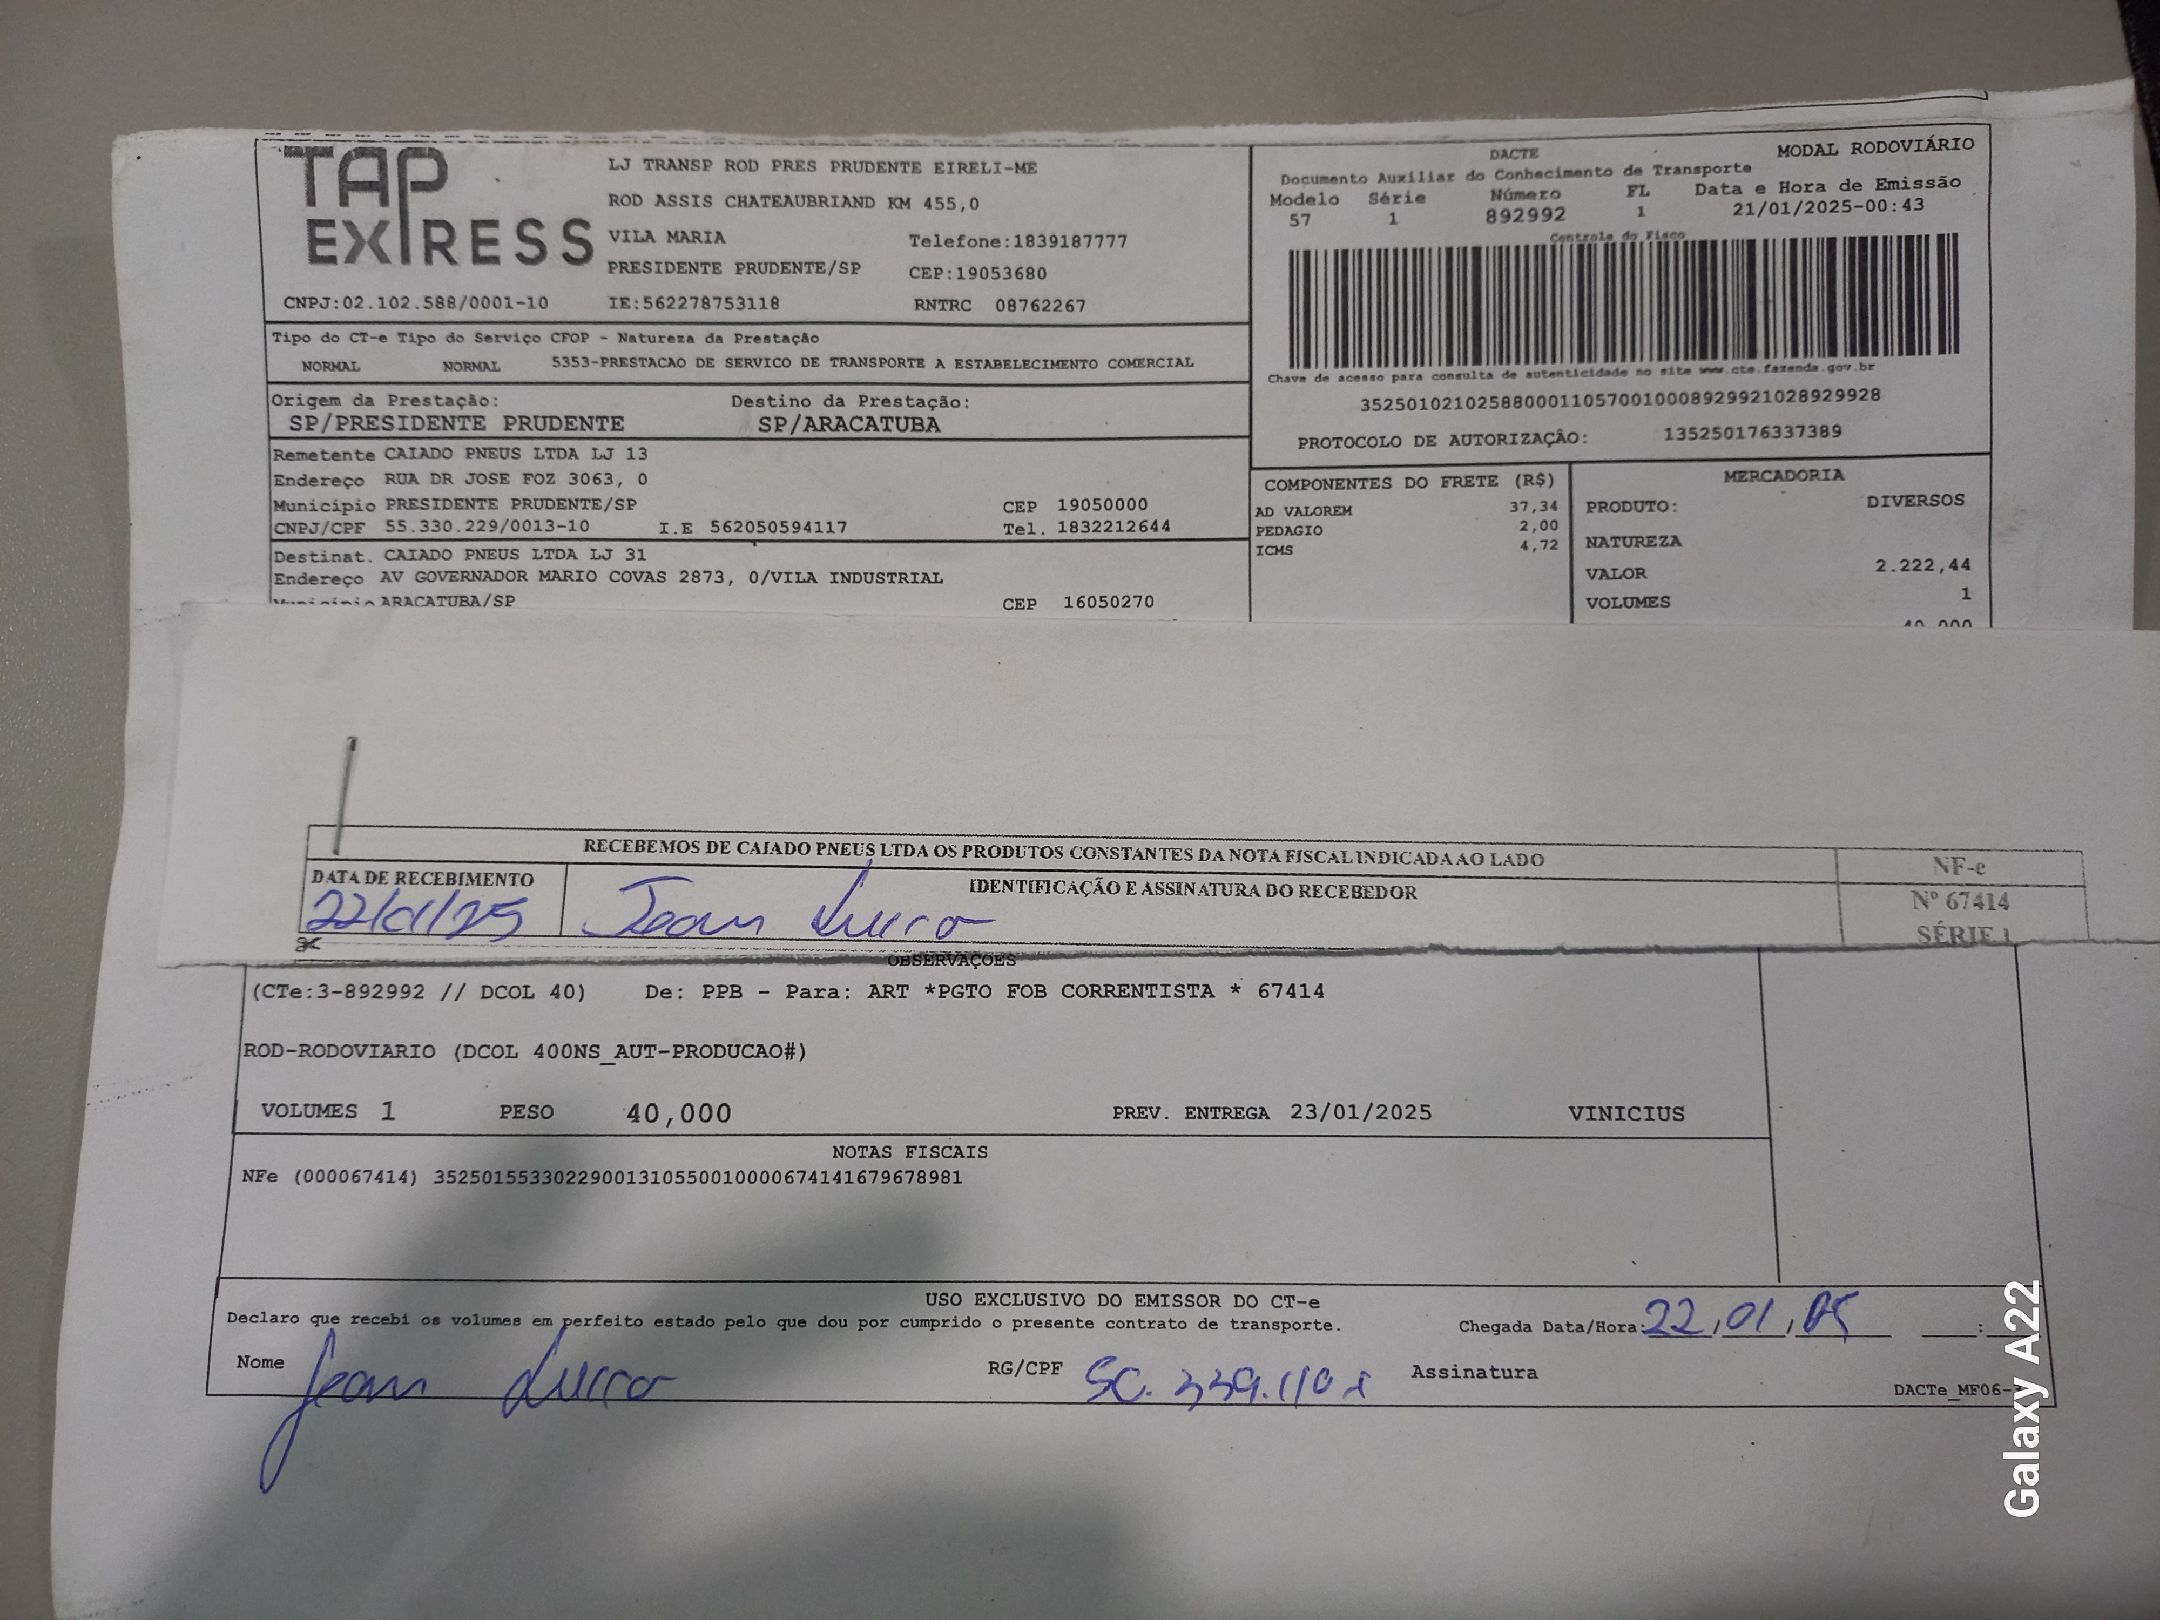 TAP
EXPRESS
LJ TRANSP ROD PRES PRUDENTE EIRELI-ME
ROD ASSIS CHATEAUBRIAND KM 455,0
VILA MARIA Telefone:1839187777
PRESIDENTE PRUDENTE/SP CEP:19053680
CNPJ:02.102.588/0001-10 IE:562278753118 RNTRC 08762267
DACTE MODAL RODOVIÁRIO
Documento Auxiliar do Conhecimento de Transporte
Modelo Série Número FL Data e Hora de Emissão
57 1 892992 1 21/01/2025-00:43
Controle do Fisco
Chave de acesso para consulta de autenticidade no site www.cte.fazenda.gov.br
35250102102588000110570010008929921028929928
PROTOCOLO DE AUTORIZAÇÃO: 135250176337389
Tipo do CT-e Tipo do Serviço CFOP - Natureza da Prestação
NORMAL NORMAL 5353-PRESTACAO DE SERVICO DE TRANSPORTE A ESTABELECIMENTO COMERCIAL
Origem da Prestação: Destino da Prestação:
SP/PRESIDENTE PRUDENTE SP/ARACATUBA
Remetente CAIADO PNEUS LTDA LJ 13
Endereço RUA DR JOSE FOZ 3063, 0
Município PRESIDENTE PRUDENTE/SP CEP 19050000
CNPJ/CPF 55.330.229/0013-10 I.E 562050594117 Tel. 1832212644
Destinat. CAIADO PNEUS LTDA LJ 31
Endereço AV GOVERNADOR MARIO COVAS 2873, 0/VILA INDUSTRIAL
Município ARACATUBA/SP CEP 16050270
COMPONENTES DO FRETE (R$)
AD VALOREM 37,34
PEDAGIO 2,00
ICMS 4,72
MERCADORIA
PRODUTO: DIVERSOS
NATUREZA
VALOR 2.222,44
VOLUMES 1
40,000
RECEBEMOS DE CAIADO PNEUS LTDA OS PRODUTOS CONSTANTES DA NOTA FISCAL INDICADA AO LADO
DATA DE RECEBIMENTO IDENTIFICAÇÃO E ASSINATURA DO RECEBEDOR
22/01/25 Jean
NF-e
Nº 67414
SÉRIE 1
OBSERVAÇÕES
(CTe:3-892992 // DCOL 40) De: PPB - Para: ART *PGTO FOB CORRENTISTA * 67414
ROD-RODOVIARIO (DCOL 400NS_AUT-PRODUCAO#)
VOLUMES 1 PESO 40,000 PREV. ENTREGA 23/01/2025 VINICIUS
NOTAS FISCAIS
NFe (000067414) 35250155330229001310550010000674141679678981
USO EXCLUSIVO DO EMISSOR DO CT-e
Declaro que recebi os volumes em perfeito estado pelo que dou por cumprido o presente contrato de transporte. Chegada Data/Hora: 22,01,25 :
Nome Jean RG/CPF Assinatura
DACTe_MF06-
Galaxy A22